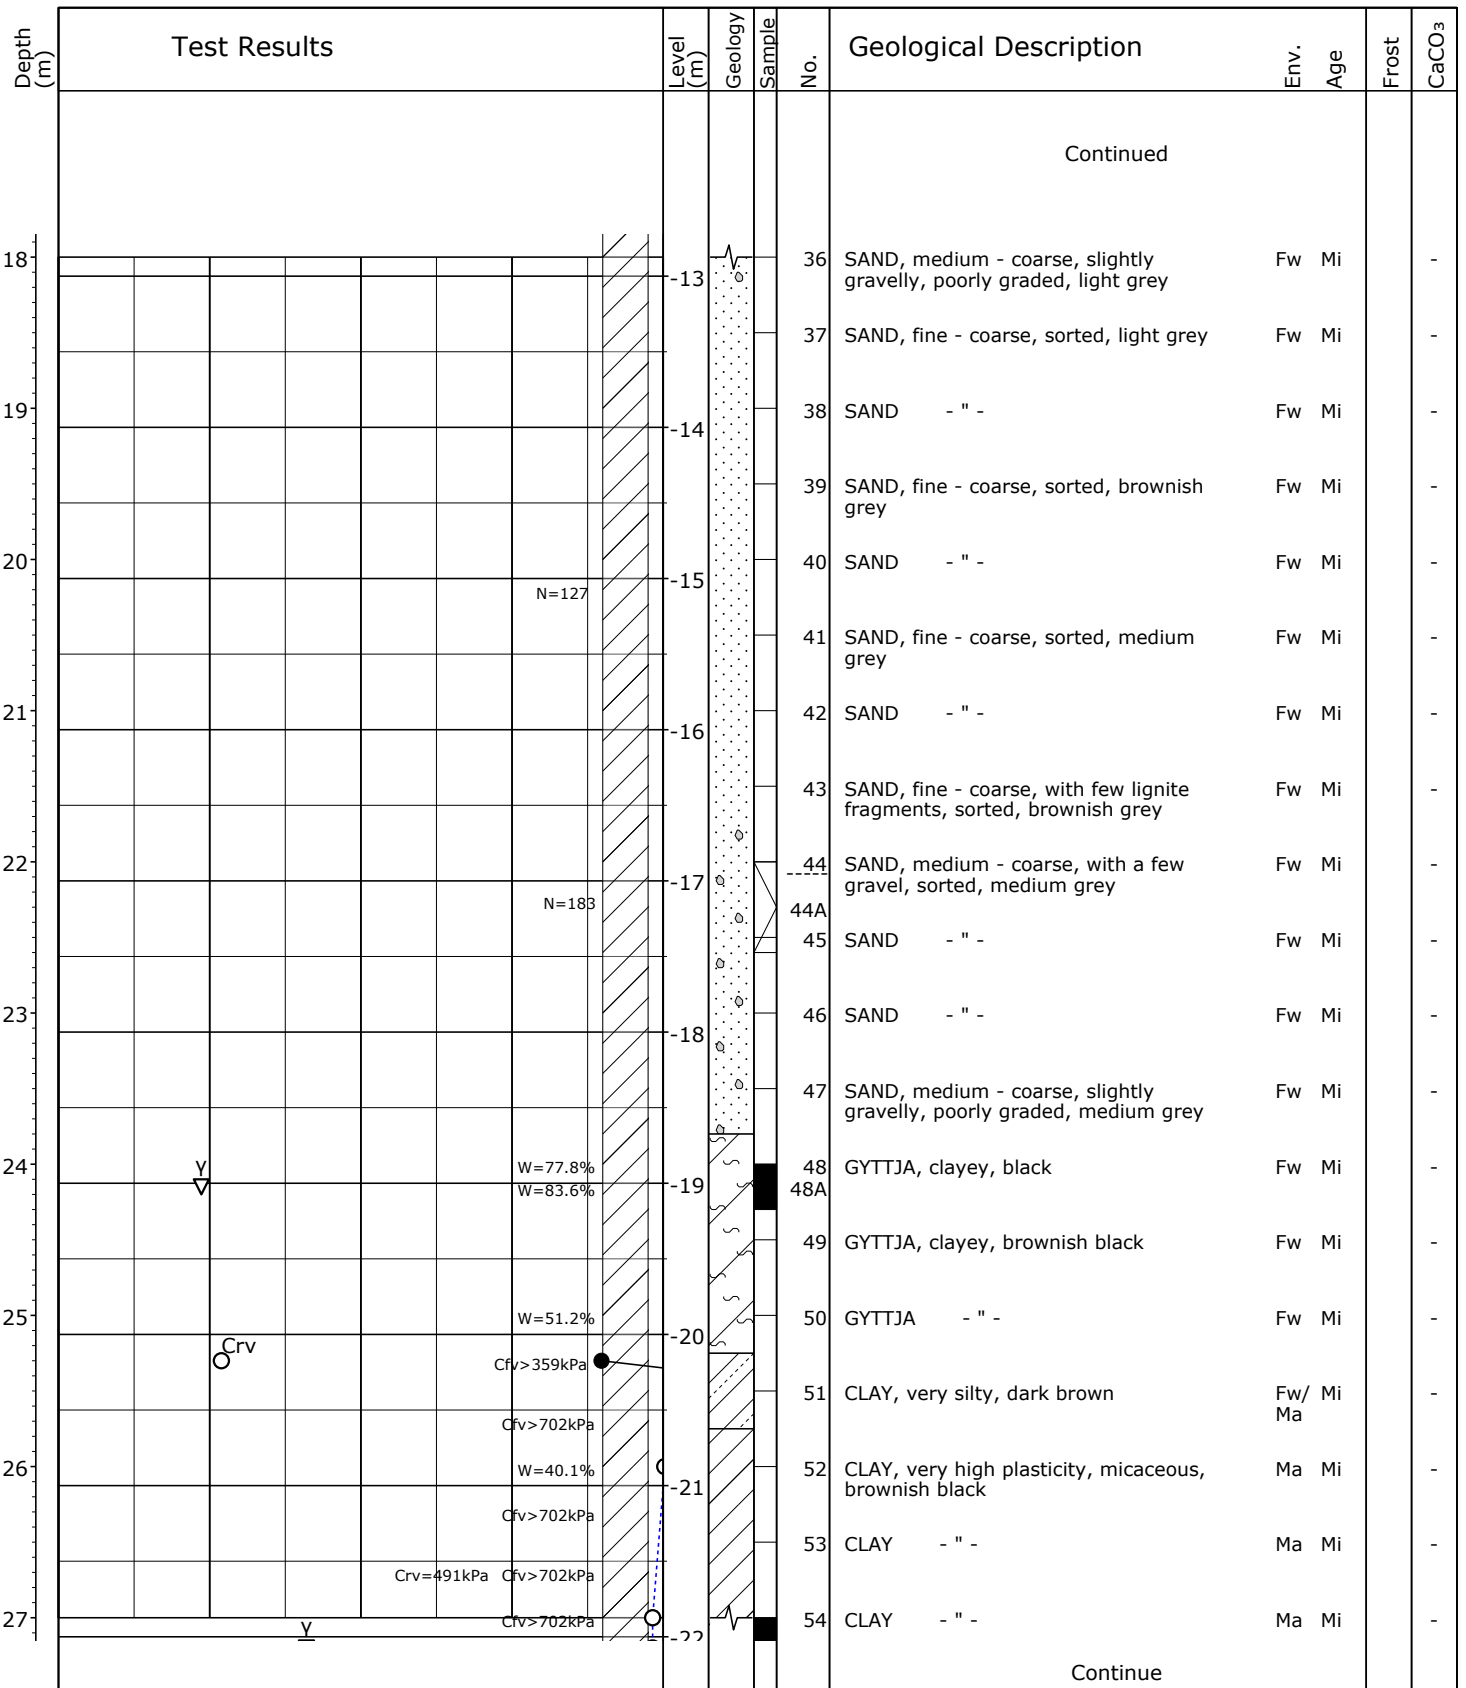 Depth (m)
Test Results
Level (m)
Geology
Sample
No.
Geological Description
Env.
Age
Frost
CaCO₃
Continued
18
36 SAND, medium - coarse, slightly Fw Mi -
gravelly, poorly graded, light grey
-13
37 SAND, fine - coarse, sorted, light grey Fw Mi -
19
38 SAND - " - Fw Mi -
-14
39 SAND, fine - coarse, sorted, brownish Fw Mi -
grey
20
40 SAND - " - Fw Mi -
-15
N=127
41 SAND, fine - coarse, sorted, medium Fw Mi -
grey
21
42 SAND - " - Fw Mi -
-16
43 SAND, fine - coarse, with few lignite Fw Mi -
fragments, sorted, brownish grey
22
44 SAND, medium - coarse, with a few Fw Mi -
gravel, sorted, medium grey
-17
N=183
44A
45 SAND - " - Fw Mi -
23
46 SAND - " - Fw Mi -
-18
47 SAND, medium - coarse, slightly Fw Mi -
gravelly, poorly graded, medium grey
24
γ
W=77.8%
48 GYTTJA, clayey, black Fw Mi -
W=83.6%
-19
48A
49 GYTTJA, clayey, brownish black Fw Mi -
25
W=51.2%
50 GYTTJA - " - Fw Mi -
-20
Crv
Cfv>359kPa
51 CLAY, very silty, dark brown Fw/ Mi -
Ma
Cfv>702kPa
26
W=40.1%
52 CLAY, very high plasticity, micaceous, Ma Mi -
brownish black
-21
Cfv>702kPa
53 CLAY - " - Ma Mi -
Crv=491kPa Cfv>702kPa
27
γ
Cfv>702kPa
54 CLAY - " - Ma Mi -
-22
Continue